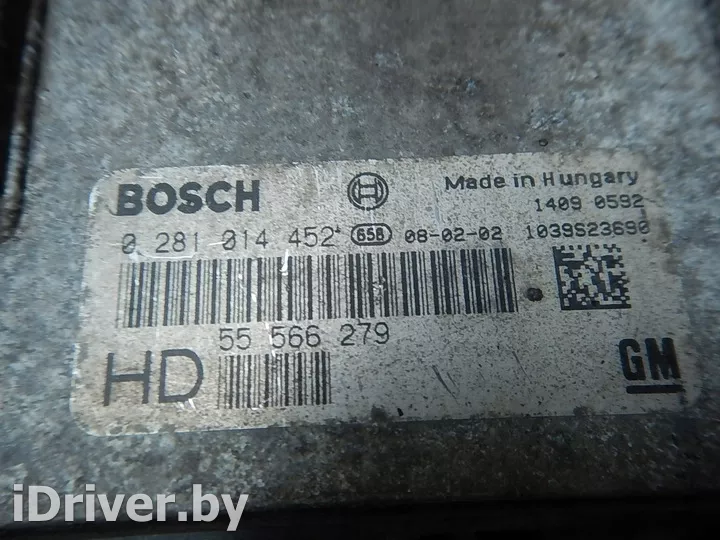 BOSCH
Made in Hungary
1409 0592
0 281 014 452 658 08-02-02 1039S23690
55 566 279
HD
GM
iDriver.by